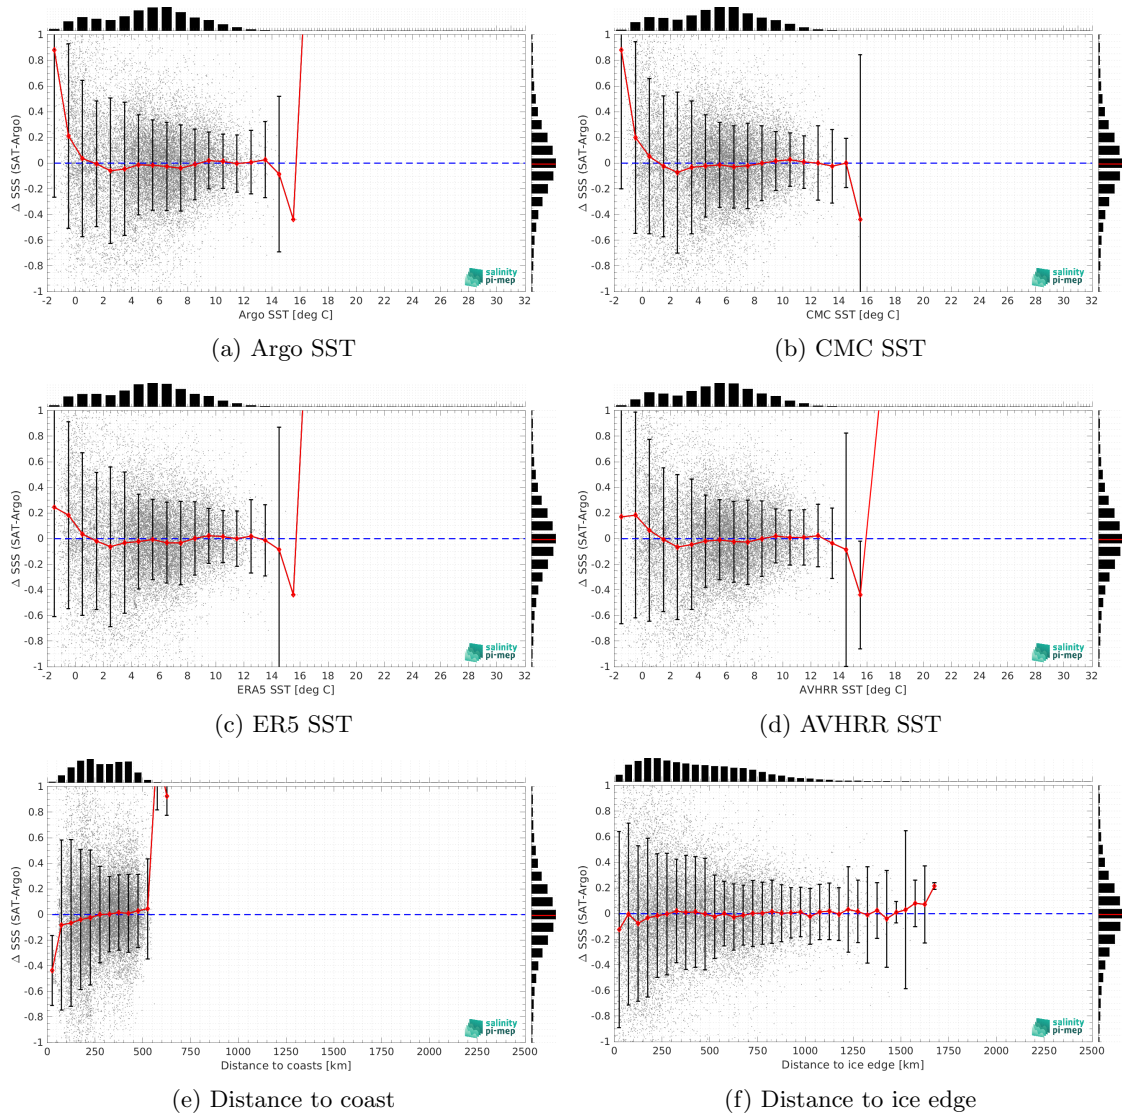 1
0.8
0.6
0.4
0.2
0
-0.2
-0.4
-0.6
-0.8
-1
Δ SSS (SAT-Argo)
salinity
pi-mep
-2 0 2 4 6 8 10 12 14 16 18 20 22 24 26 28 30 32
Argo SST [deg C]
(a) Argo SST
1
0.8
0.6
0.4
0.2
0
-0.2
-0.4
-0.6
-0.8
-1
Δ SSS (SAT-Argo)
salinity
pi-mep
-2 0 2 4 6 8 10 12 14 16 18 20 22 24 26 28 30 32
CMC SST [deg C]
(b) CMC SST
1
0.8
0.6
0.4
0.2
0
-0.2
-0.4
-0.6
-0.8
-1
Δ SSS (SAT-Argo)
salinity
pi-mep
-2 0 2 4 6 8 10 12 14 16 18 20 22 24 26 28 30 32
ERA5 SST [deg C]
(c) ER5 SST
1
0.8
0.6
0.4
0.2
0
-0.2
-0.4
-0.6
-0.8
-1
Δ SSS (SAT-Argo)
salinity
pi-mep
-2 0 2 4 6 8 10 12 14 16 18 20 22 24 26 28 30 32
AVHRR SST [deg C]
(d) AVHRR SST
1
0.8
0.6
0.4
0.2
0
-0.2
-0.4
-0.6
-0.8
-1
Δ SSS (SAT-Argo)
salinity
pi-mep
0 250 500 750 1000 1250 1500 1750 2000 2250 2500
Distance to coasts [km]
(e) Distance to coast
1
0.8
0.6
0.4
0.2
0
-0.2
-0.4
-0.6
-0.8
-1
Δ SSS (SAT-Argo)
salinity
pi-mep
0 250 500 750 1000 1250 1500 1750 2000 2250 2500
Distance to ice edge [km]
(f) Distance to ice edge